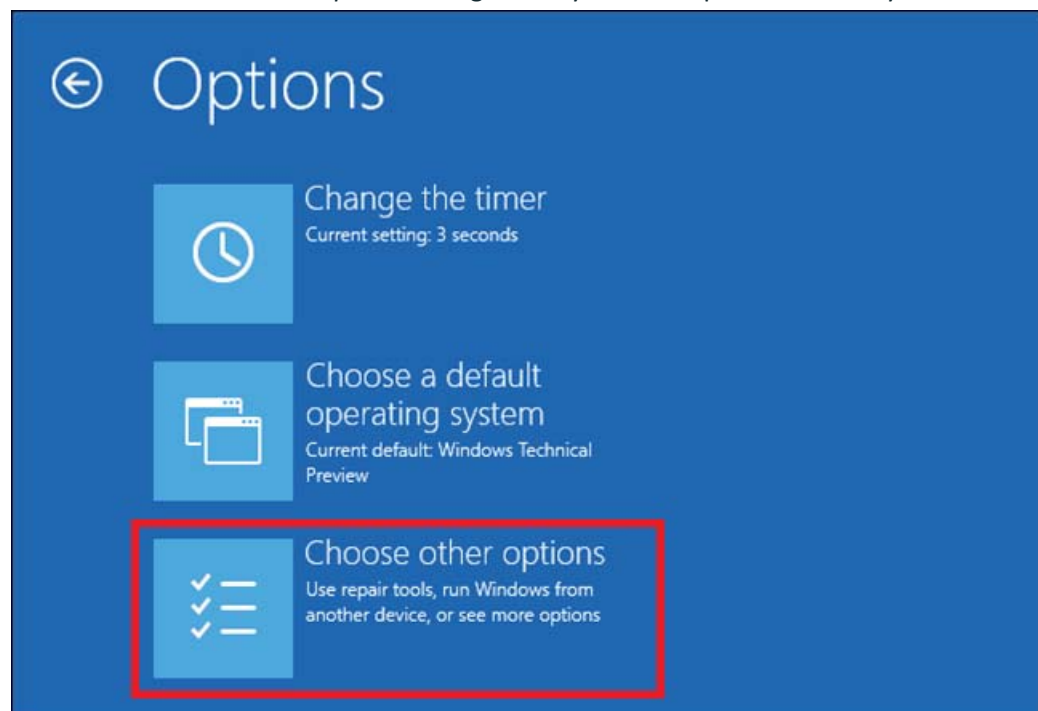 Options
Change the timer
Current setting: 3 seconds
Choose a default
operating system
Current default: Windows Technical
Preview
Choose other options
Use repair tools, run Windows from
another device, or see more options